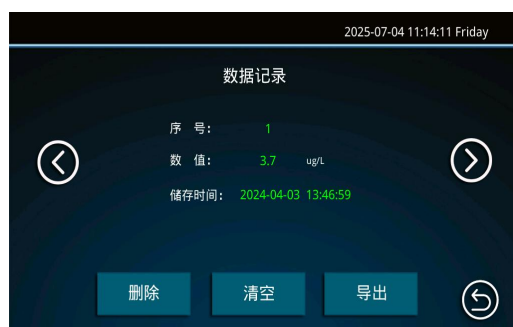 2025-07-04 11:14:11 Friday
数据记录
序 号: 1
数 值: 3.7 ug/L
储存时间: 2024-04-03 13:46:59
删除 清空 导出